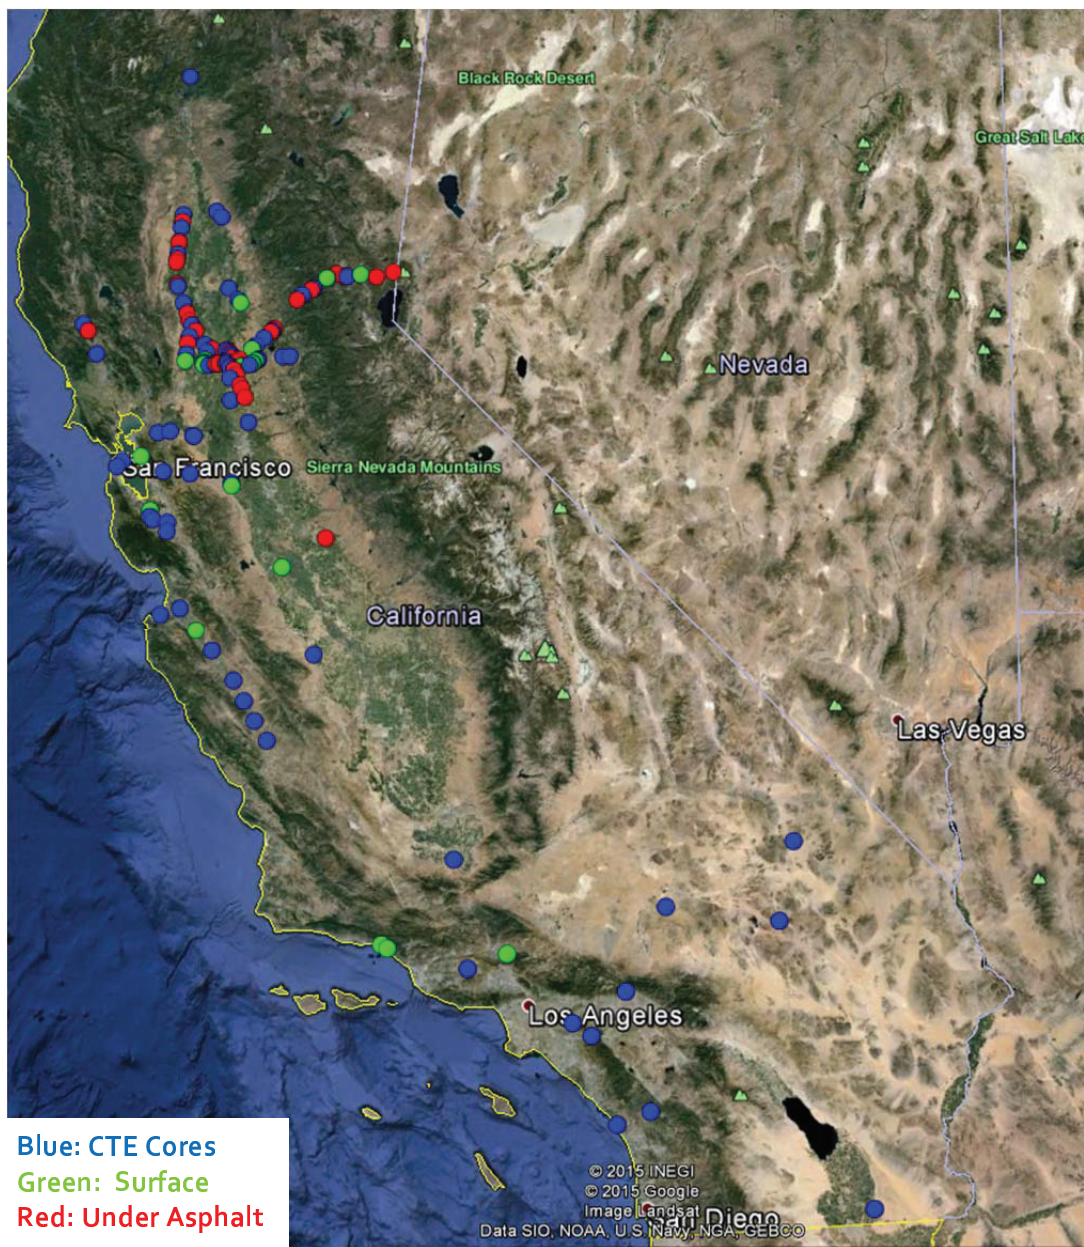 Black Rock Desert
Great Salt Lake
Nevada
San Francisco
Sierra Nevada Mountains
California
Las Vegas
Los Angeles
Blue: CTE Cores
Green: Surface
Red: Under Asphalt
© 2015 INEGI
© 2015 Google
Image Landsat
San Diego
Data SIO, NOAA, U.S. Navy, NGA, GEBCO